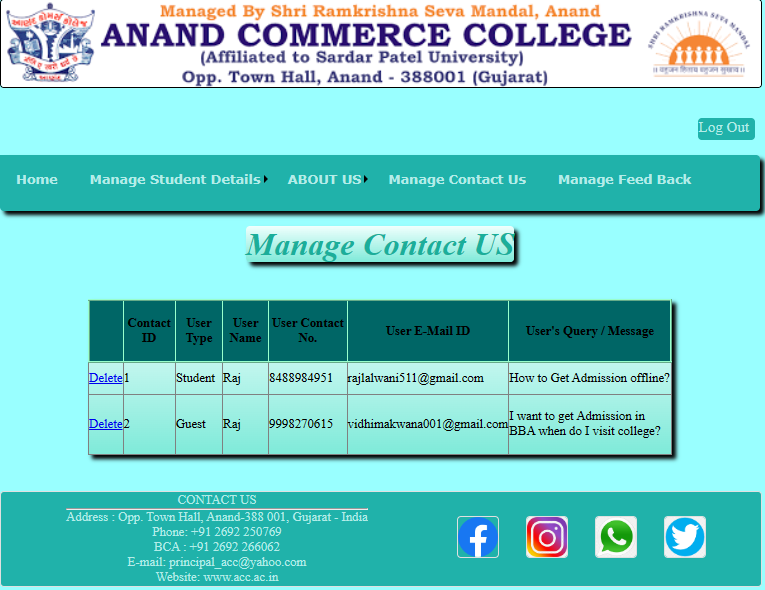 Managed By Shri Ramkrishna Seva Mandal, Anand
ANAND COMMERCE COLLEGE
(Affiliated to Sardar Patel University)
Opp. Town Hall, Anand - 388001 (Gujarat)
SHRI RAMKRISHNA SEVA MANDAL
|| बहुजन हिताय बहुजन सुखाय ||
Log Out
Home Manage Student Details ABOUT US Manage Contact Us Manage Feed Back
Manage Contact US
Contact ID User Type User Name User Contact No. User E-Mail ID User's Query / Message
Delete 1 Student Raj 8488984951 rajlalwani511@gmail.com How to Get Admission offline?
Delete 2 Guest Raj 9998270615 vidhimakwana001@gmail.com I want to get Admission in
BBA when do I visit college?
CONTACT US
Address : Opp. Town Hall, Anand-388 001, Gujarat - India
Phone: +91 2692 250769
BCA : +91 2692 266062
E-mail: principal_acc@yahoo.com
Website: www.acc.ac.in